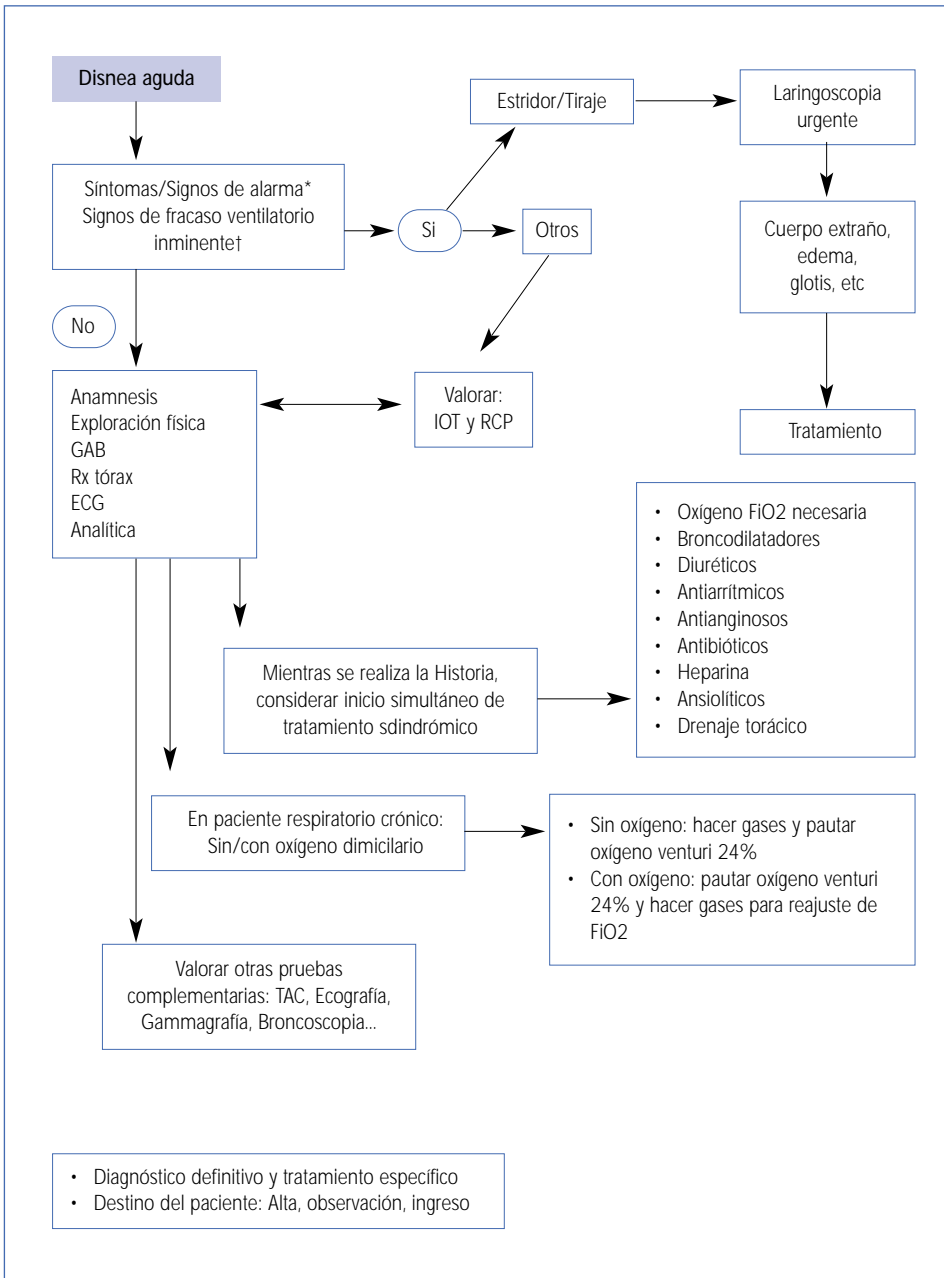 Disnea aguda
Síntomas/Signos de alarma*
Signos de fracaso ventilatorio
inminente†
Si
Estridor/Tiraje
Laringoscopia
urgente
Cuerpo extraño,
edema,
glotis, etc
Tratamiento
Otros
Valorar:
IOT y RCP
No
Anamnesis
Exploración física
GAB
Rx tórax
ECG
Analítica
Mientras se realiza la Historia,
considerar inicio simultáneo de
tratamiento sdindrómico
• Oxígeno FiO2 necesaria
• Broncodilatadores
• Diuréticos
• Antiarrítmicos
• Antianginosos
• Antibióticos
• Heparina
• Ansiolíticos
• Drenaje torácico
En paciente respiratorio crónico:
Sin/con oxígeno dimicilario
• Sin oxígeno: hacer gases y pautar
oxígeno venturi 24%
• Con oxígeno: pautar oxígeno venturi
24% y hacer gases para reajuste de
FiO2
Valorar otras pruebas
complementarias: TAC, Ecografía,
Gammagrafía, Broncoscopia...
• Diagnóstico definitivo y tratamiento específico
• Destino del paciente: Alta, observación, ingreso